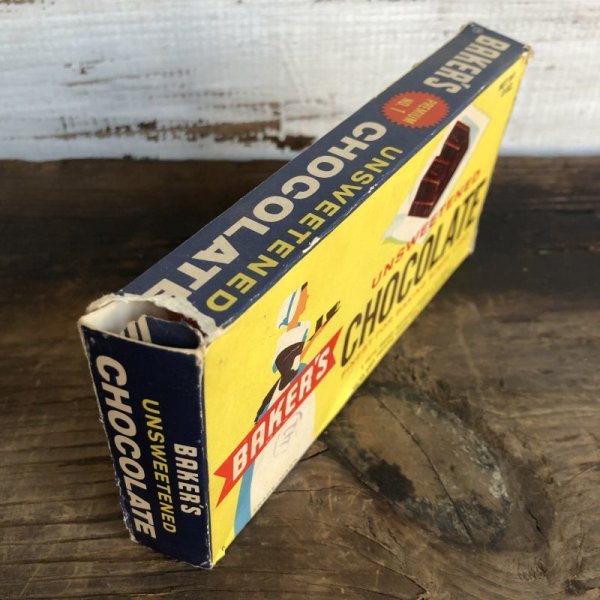 BAKER'S
PREMIUM
NO. 1
UNSWEETENED
CHOCOLATE
UNSWEETENED
CHOCOLATE
BAKER'S
BAKER'S
UNSWEETENED
CHOCOLATE